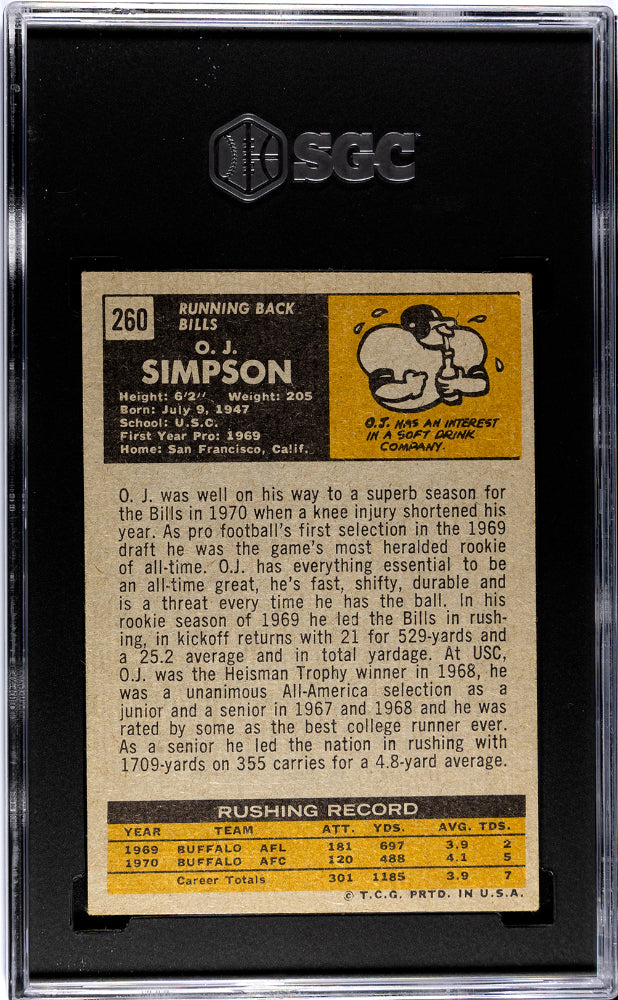 SGC
260
RUNNING BACK
BILLS
O. J.
SIMPSON
Height: 6'2" Weight: 205
Born: July 9, 1947
School: U.S.C.
First Year Pro: 1969
Home: San Francisco, Calif.
O.J. HAS AN INTEREST
IN A SOFT DRINK
COMPANY.
O. J. was well on his way to a superb season for
the Bills in 1970 when a knee injury shortened his
year. As pro football's first selection in the 1969
draft he was the game's most heralded rookie
of all-time. O.J. has everything essential to be
an all-time great, he's fast, shifty, durable and
is a threat every time he has the ball. In his
rookie season of 1969 he led the Bills in rush-
ing, in kickoff returns with 21 for 529-yards and
a 25.2 average and in total yardage. At USC,
O.J. was the Heisman Trophy winner in 1968, he
was a unanimous All-America selection as a
junior and a senior in 1967 and 1968 and he was
rated by some as the best college runner ever.
As a senior he led the nation in rushing with
1709-yards on 355 carries for a 4.8-yard average.
RUSHING RECORD
YEAR TEAM ATT. YDS. AVG. TDS.
1969 BUFFALO AFL 181 697 3.9 2
1970 BUFFALO AFC 120 488 4.1 5
Career Totals 301 1185 3.9 7
© T.C.G. PRTD. IN U.S.A.